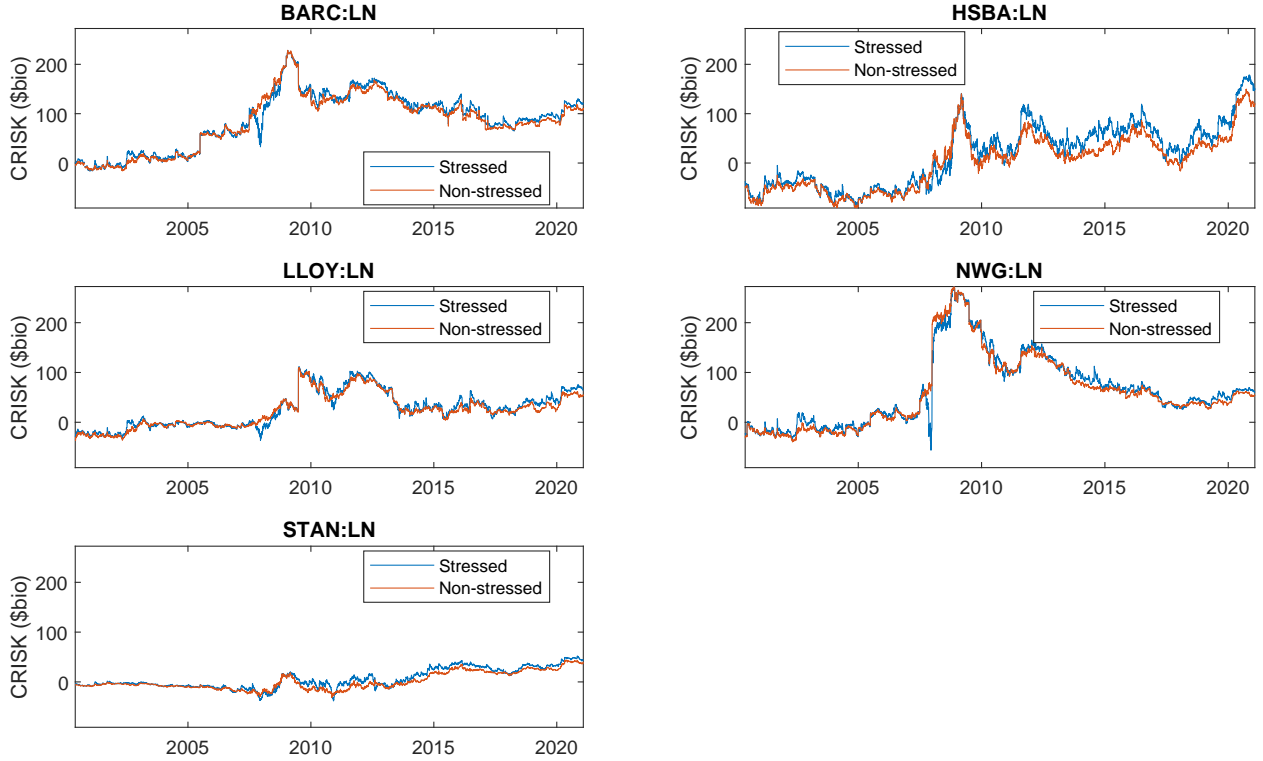 BARC:LN
CRISK ($bio)
200
100
0
Stressed
Non-stressed
2005 2010 2015 2020
HSBA:LN
CRISK ($bio)
200
100
0
Stressed
Non-stressed
2005 2010 2015 2020
LLOY:LN
CRISK ($bio)
200
100
0
Stressed
Non-stressed
2005 2010 2015 2020
NWG:LN
CRISK ($bio)
200
100
0
Stressed
Non-stressed
2005 2010 2015 2020
STAN:LN
CRISK ($bio)
200
100
0
Stressed
Non-stressed
2005 2010 2015 2020